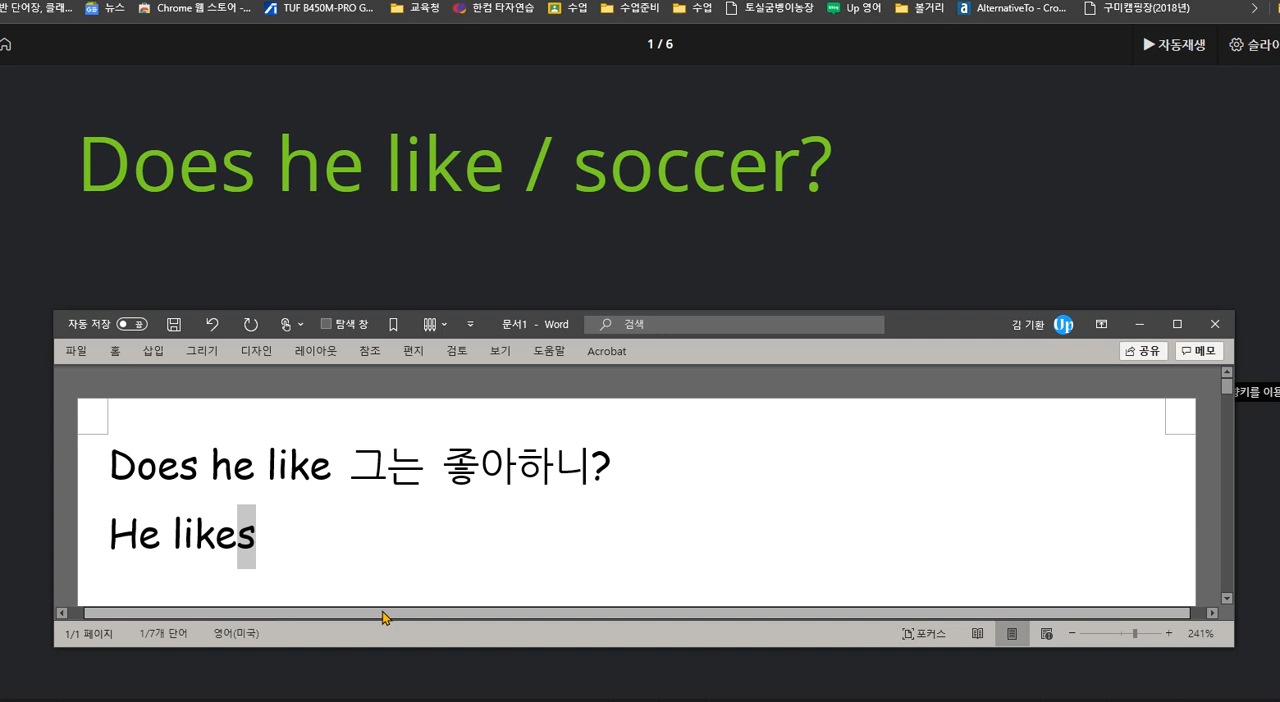 반 단어장, 클래... 뉴스 Chrome 웹 스토어 -... TUF B450M-PRO G... 교육청 한컴 타자연습 수업 수업준비 수업 토실굼벵이농장 Up 영어 볼거리 AlternativeTo - Cro... 구미캠핑장(2018년)
1 / 6 자동재생 슬라이
Does he like / soccer?
자동 저장 끔 탐색 창 문서1 - Word 검색 김 기환 Up
파일 홈 삽입 그리기 디자인 레이아웃 참조 편지 검토 보기 도움말 Acrobat 공유 메모
향키를 이용
Does he like 그는 좋아하니?
He likes
1/1 페이지 1/7개 단어 영어(미국) 포커스 241%